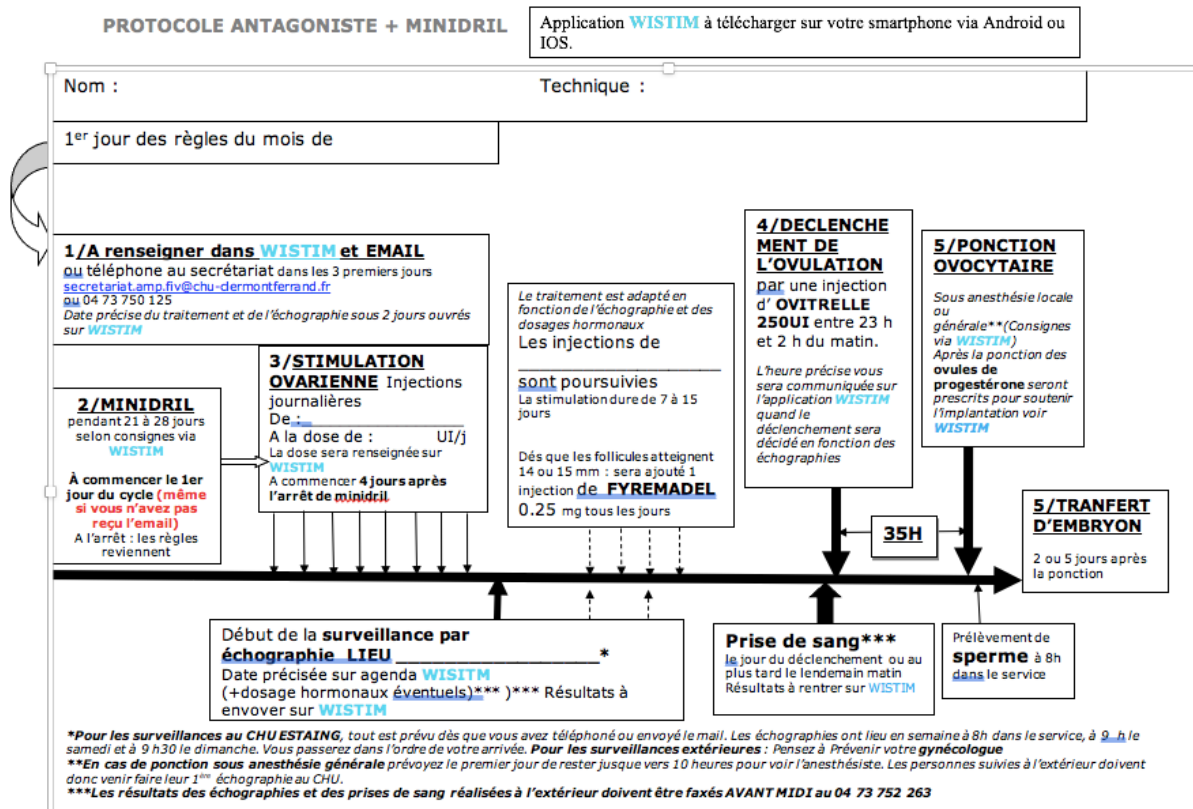 PROTOCOLE ANTAGONISTE + MINIDRIL
Application WISTIM à télécharger sur votre smartphone via Android ou
IOS.
Nom :
Technique :
1er jour des règles du mois de
1/A renseigner dans WISTIM et EMAIL
ou téléphone au secrétariat dans les 3 premiers jours
secretariat.amp.fiv@chu-clermontferrand.fr
ou 04 73 750 125
Date précise du traitement et de l'échographie sous 2 jours ouvrés
sur WISTIM
2/MINIDRIL
pendant 21 à 28 jours
selon consignes via
WISTIM
À commencer le 1er
jour du cycle (même
si vous n'avez pas
reçu l'email)
A l'arrêt : les règles
reviennent
3/STIMULATION
OVARIENNE Injections
journalières
De :_______________
A la dose de : UI/j
La dose sera renseignée sur
WISTIM
A commencer 4 jours après
l'arrêt de minidril
Le traitement est adapté en
fonction de l'échographie et des
dosages hormonaux
Les injections de
____________________
sont poursuivies
La stimulation dure de 7 à 15
jours
Dés que les follicules atteignent
14 ou 15 mm : sera ajouté 1
injection de FYREMADEL
0.25 mg tous les jours
4/DECLENCHE
MENT DE
L'OVULATION
par une injection
d' OVITRELLE
250UI entre 23 h
et 2 h du matin.
L'heure précise vous
sera communiquée sur
l'application WISTIM
quand le
déclenchement sera
décidé en fonction des
échographies
5/PONCTION
OVOCYTAIRE
Sous anesthésie locale
ou
générale**(Consignes
via WISTIM)
Après la ponction des
ovules de
progestérone seront
prescrits pour soutenir
l'implantation voir
WISTIM
35H
5/TRANFERT
D'EMBRYON
2 ou 5 jours après
la ponction
Début de la surveillance par
échographie LIEU ____________________*
Date précisée sur agenda WISITM
(+dosage hormonaux éventuels)*** )*** Résultats à
envover sur WISTIM
Prise de sang***
le jour du déclenchement ou au
plus tard le lendemain matin
Résultats à rentrer sur WISTIM
Prélèvement de
sperme à 8h
dans le service
*Pour les surveillances au CHU ESTAING, tout est prévu dès que vous avez téléphoné ou envoyé le mail. Les échographies ont lieu en semaine à 8h dans le service, à 9 h le
samedi et à 9 h30 le dimanche. Vous passerez dans l'ordre de votre arrivée. Pour les surveillances extérieures : Pensez à Prévenir votre gynécologue
**En cas de ponction sous anesthésie générale prévoyez le premier jour de rester jusque vers 10 heures pour voir l'anesthésiste. Les personnes suivies à l'extérieur doivent
donc venir faire leur 1ère échographie au CHU.
***Les résultats des échographies et des prises de sang réalisées à l'extérieur doivent être faxés AVANT MIDI au 04 73 752 263